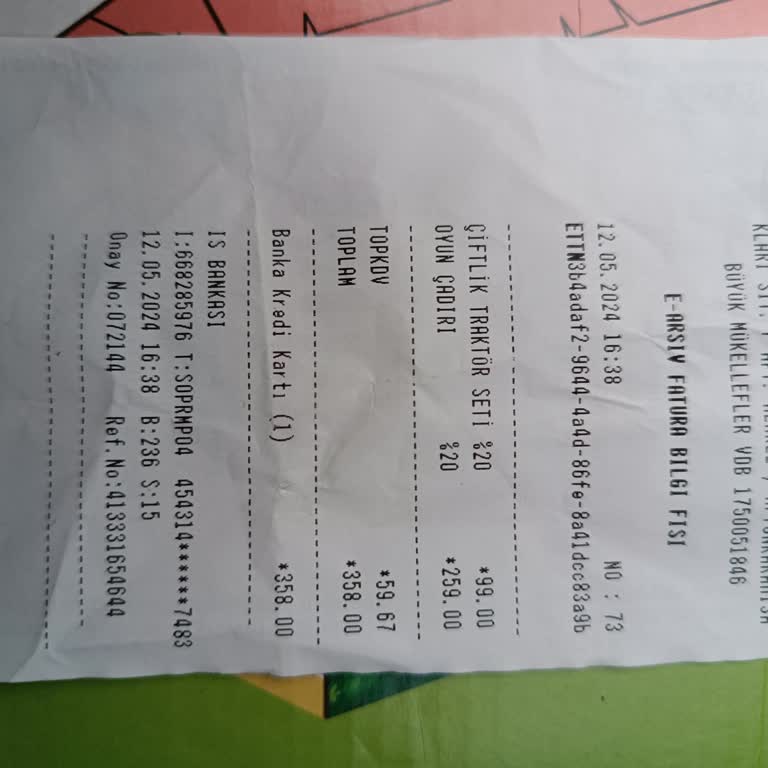 BÜYÜK MÜKELLEFLER VDB 1750051846
E-ARSIV FATURA BILGI FISI
12.05.2024 16:38 NO : 73
ETTN3b4adaf2-9644-4a4d-86fe-8a41dcc83a9b
ÇİFTLİK TRAKTÖR SETİ %20 *99.00
OYUN ÇADIRI %20 *259.00
TOPKDV *59.67
TOPLAM *358.00
Banka Kredi Kartı (1) *358.00
IS BANKASI
I:668285976 T:SOPRMP04 454314******7483
12.05.2024 16:38 B:236 S:15
Onay No:072144 Ref.No:413331654644